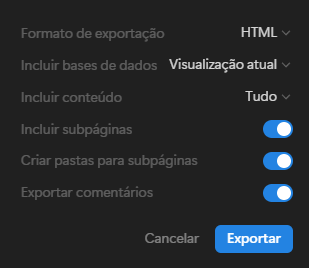 Formato de exportação HTML
Incluir bases de dados Visualização atual
Incluir conteúdo Tudo
Incluir subpáginas
Criar pastas para subpáginas
Exportar comentários
Cancelar Exportar